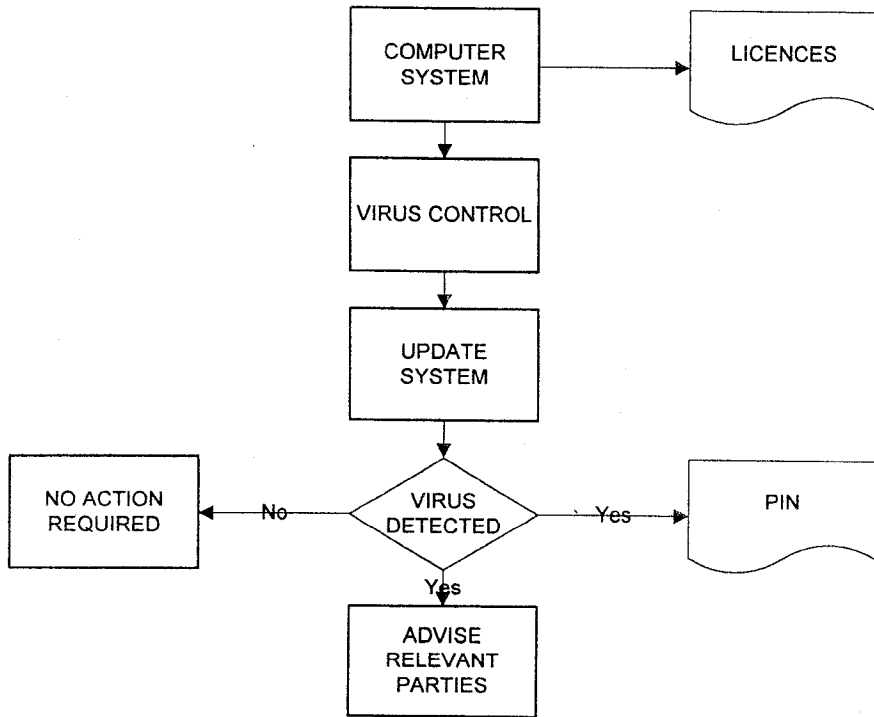 COMPUTER
SYSTEM
LICENCES
VIRUS CONTROL
UPDATE
SYSTEM
NO ACTION
REQUIRED
No
VIRUS
DETECTED
Yes
PIN
Yes
ADVISE
RELEVANT
PARTIES